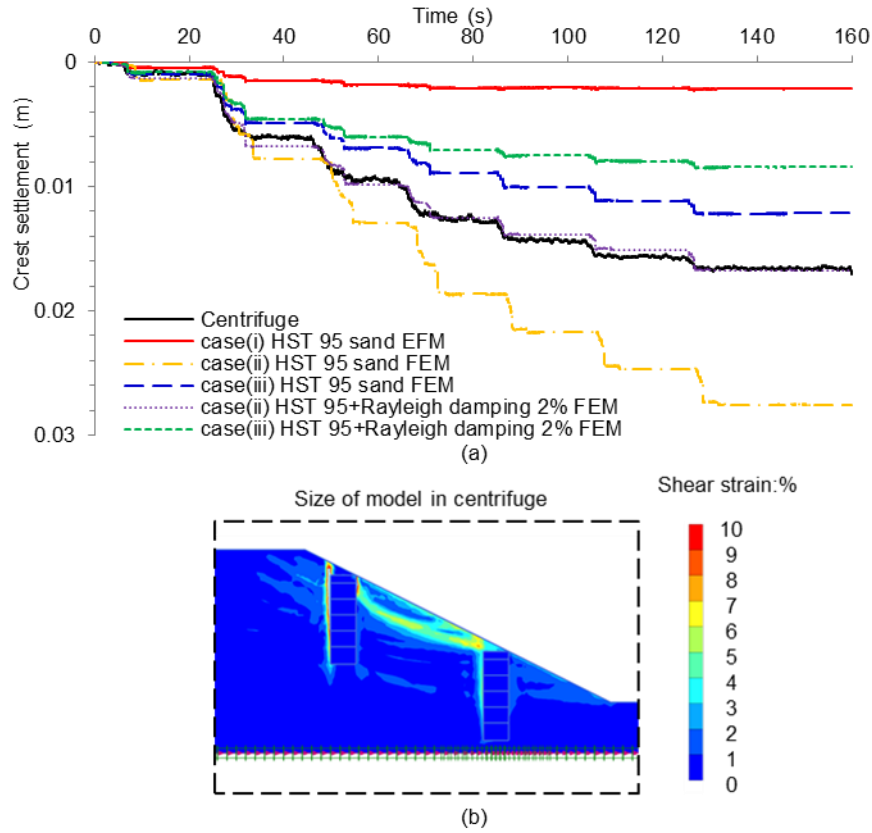 Time (s)
0 20 40 60 80 100 120 140 160
0
0.01
0.02
0.03
Crest settlement (m)
Centrifuge
case(i) HST 95 sand EFM
case(ii) HST 95 sand FEM
case(iii) HST 95 sand FEM
case(ii) HST 95+Rayleigh damping 2% FEM
case(iii) HST 95+Rayleigh damping 2% FEM
(a)
Size of model in centrifuge
Shear strain:%
10
9
8
7
6
5
4
3
2
1
0
(b)